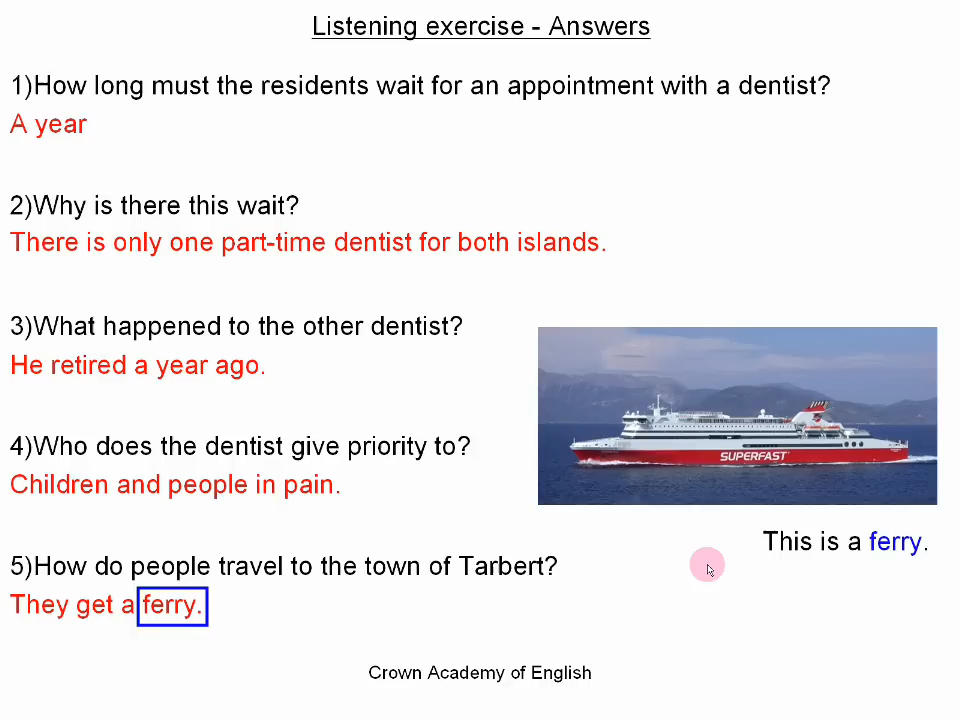 Listening exercise - Answers
1)How long must the residents wait for an appointment with a dentist?
A year
2)Why is there this wait?
There is only one part-time dentist for both islands.
3)What happened to the other dentist?
He retired a year ago.
4)Who does the dentist give priority to?
Children and people in pain.
SUPERFAST
This is a ferry.
5)How do people travel to the town of Tarbert?
They get a ferry.
Crown Academy of English